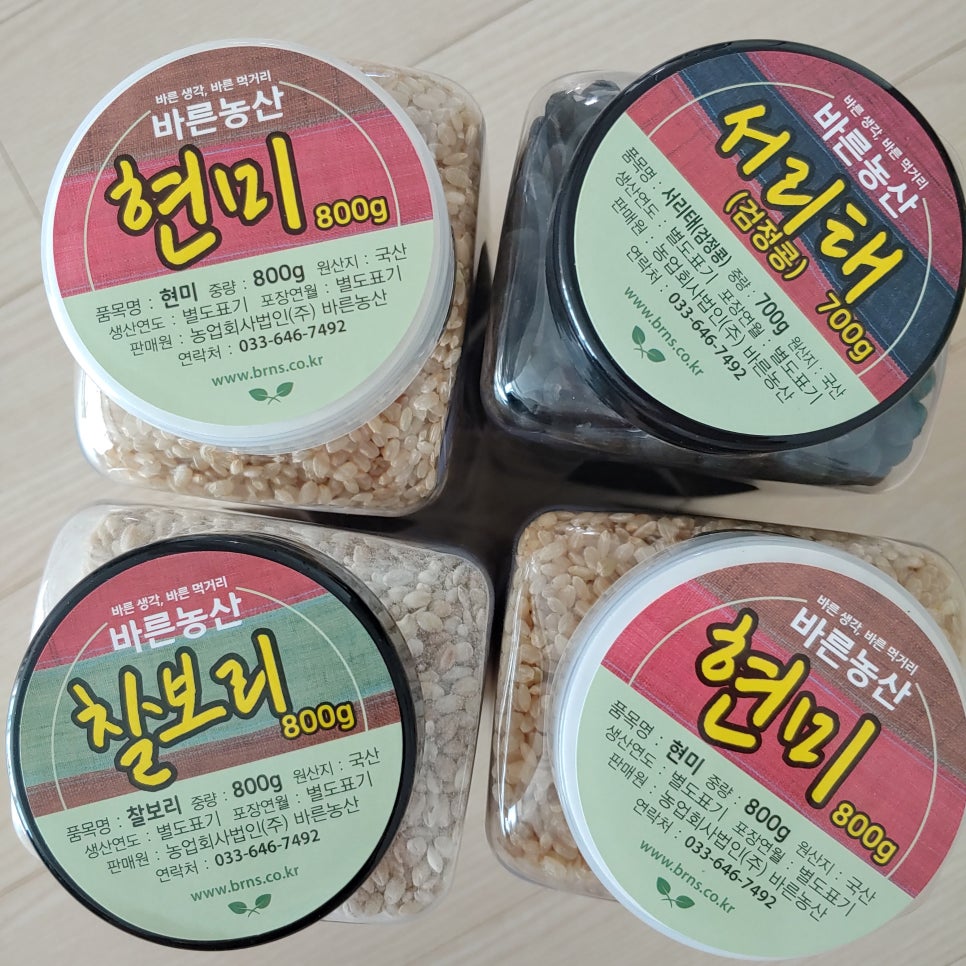 바른 생각, 바른 먹거리
바른농산
현미 800g
품목명 : 현미 중량 : 800g 원산지 : 국산
생산연도 : 별도표기 포장연월 : 별도표기
판매원 : 농업회사법인(주) 바른농산
연락처 : 033-646-7492
www.brns.co.kr
바른 생각, 바른 먹거리
바른농산
서리태
(검정콩) 700g
품목명 : 서리태(검정콩) 중량 : 700g 원산지 : 국산
생산연도 : 별도표기 포장연월 : 별도표기
판매원 : 농업회사법인(주) 바른농산
연락처 : 033-646-7492
www.brns.co.kr
바른 생각, 바른 먹거리
바른농산
찰보리 800g
품목명 : 찰보리 중량 : 800g 원산지 : 국산
생산연도 : 별도표기 포장연월 : 별도표기
판매원 : 농업회사법인(주) 바른농산
연락처 : 033-646-7492
www.brns.co.kr
바른 생각, 바른 먹거리
바른농산
현미 800g
품목명 : 현미 중량 : 800g 원산지 : 국산
생산연도 : 별도표기 포장연월 : 별도표기
판매원 : 농업회사법인(주) 바른농산
연락처 : 033-646-7492
www.brns.co.kr